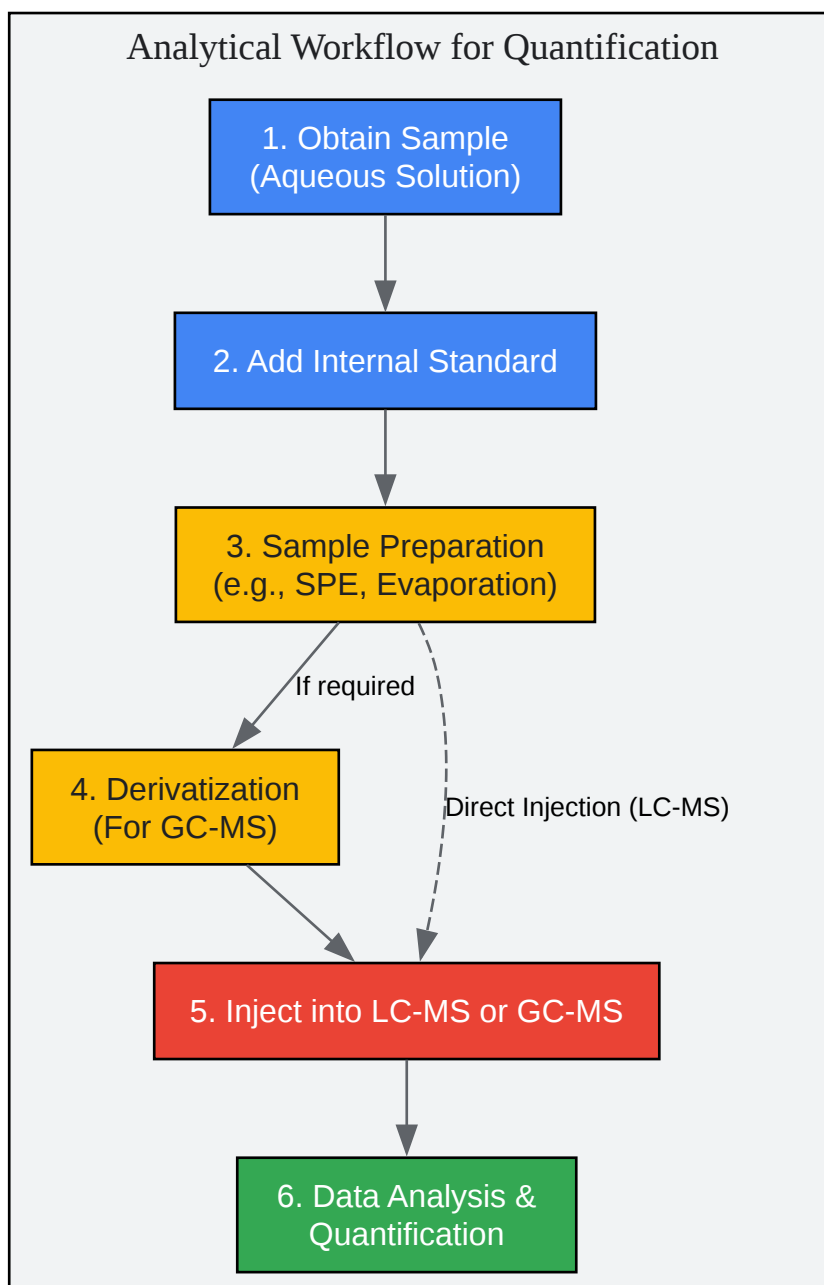 Analytical Workflow for Quantification
1. Obtain Sample
(Aqueous Solution)
2. Add Internal Standard
3. Sample Preparation
(e.g., SPE, Evaporation)
If required
4. Derivatization
(For GC-MS)
Direct Injection (LC-MS)
5. Inject into LC-MS or GC-MS
6. Data Analysis &
Quantification